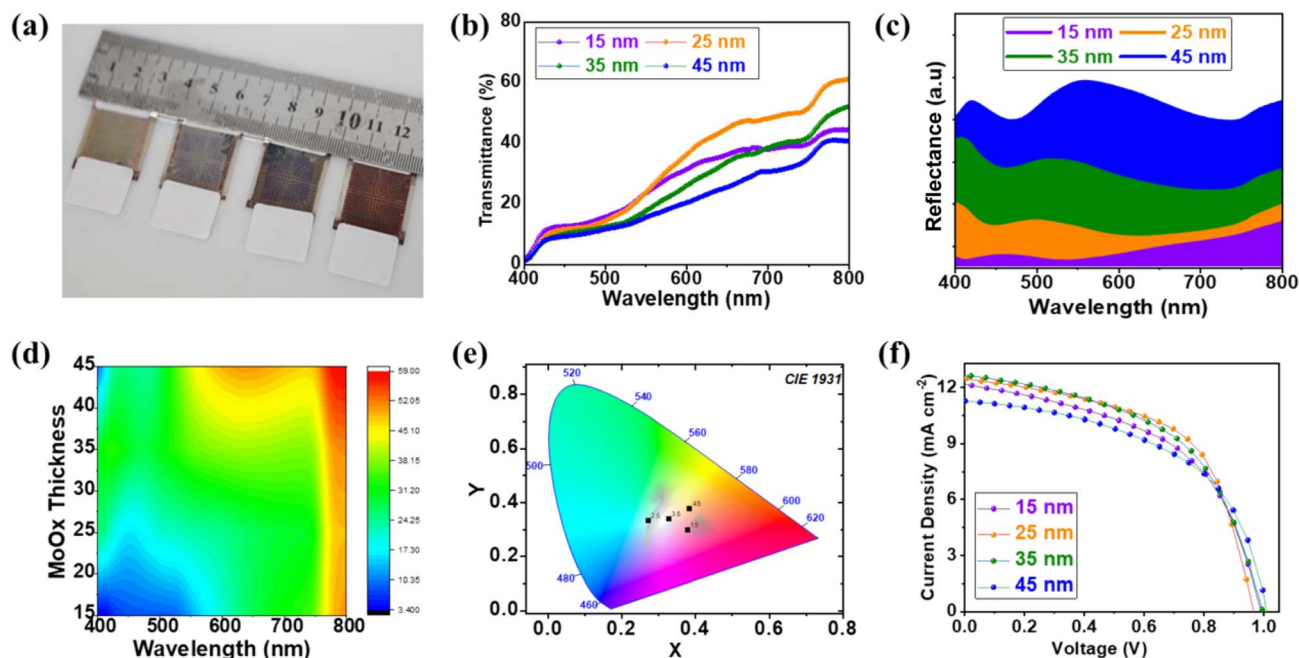 (a)
1 2 3 4 5 6 7 8 9 10 11 12
(b)
Transmittance (%)
80
60
40
20
0
15 nm 25 nm
35 nm 45 nm
400 500 600 700 800
Wavelength (nm)
(c)
Reflectance (a.u)
15 nm 25 nm
35 nm 45 nm
400 500 600 700 800
Wavelength (nm)
(d)
MoOx Thickness
45
40
35
30
25
20
15
400 500 600 700 800
Wavelength (nm)
59.00
52.05
45.10
38.15
31.20
24.25
17.30
10.35
3.400
(e)
CIE 1931
Y
0.8
0.6
0.4
0.2
0.0
520
540
560
500
580
600
620
480
460
45
25 35
15
0.0 0.2 0.4 0.6 0.8
X
(f)
Current Density (mA cm⁻²)
12
9
6
3
0
15 nm
25 nm
35 nm
45 nm
0.0 0.2 0.4 0.6 0.8 1.0
Voltage (V)